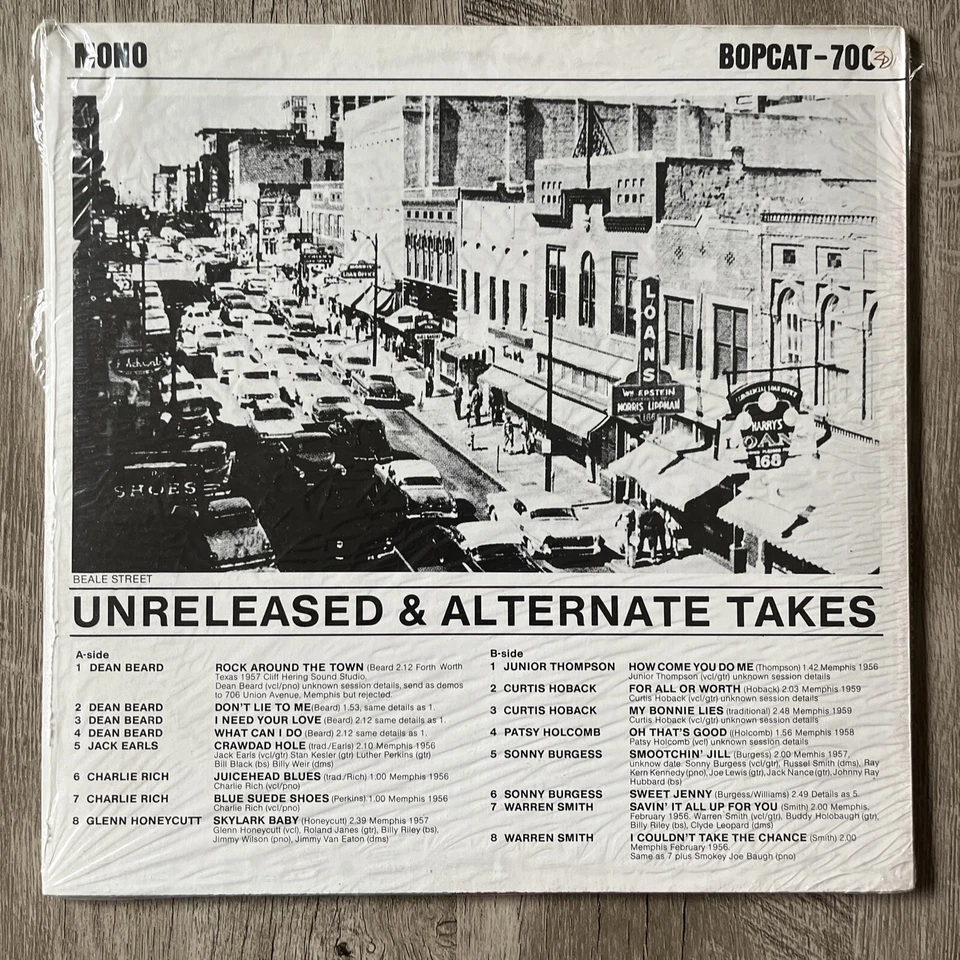 MONO
BOPCAT-700
LOANS
WM EPSTEIN
NORRIS LIPPMAN
166
HARRY'S
LOAN
168
SHOES
BEALE STREET
UNRELEASED & ALTERNATE TAKES
A-side
1 DEAN BEARD ROCK AROUND THE TOWN (Beard 2.12 Forth Worth
Texas 1957 Cliff Hering Sound Studio.
Dean Beard (vcl/pno) unknown session details, send as demos
to 706 Union Avenue, Memphis but rejected.
2 DEAN BEARD DON'T LIE TO ME (Beard) 1.53, same details as 1.
3 DEAN BEARD I NEED YOUR LOVE (Beard) 2.12 same details as 1.
4 DEAN BEARD WHAT CAN I DO (Beard) 2.12 same details as 1.
5 JACK EARLS CRAWDAD HOLE (trad./Earls) 2.10 Memphis 1956
Jack Earls (vcl/gtr) Stan Kesler (gtr) Luther Perkins (gtr)
Bill Black (bs) Billy Weir (dms)
6 CHARLIE RICH JUICEHEAD BLUES (trad./Rich) 1.00 Memphis 1956
Charlie Rich (vcl/pno)
7 CHARLIE RICH BLUE SUEDE SHOES (Perkins) 1.00 Memphis 1956
Charlie Rich (vcl/pno)
8 GLENN HONEYCUTT SKYLARK BABY (Honeycutt) 2.39 Memphis 1957
Glenn Honeycutt (vcl), Roland Janes (gtr), Billy Riley (bs),
Jimmy Wilson (pno), Jimmy Van Eaton (dms)
B-side
1 JUNIOR THOMPSON HOW COME YOU DO ME (Thompson) 1.42 Memphis 1956
Junior Thompson (vcl/gtr) unknown session details
2 CURTIS HOBACK FOR ALL OR WORTH (Hoback) 2:03 Memphis 1959
Curtis Hoback (vcl/gtr) unknown session details
3 CURTIS HOBACK MY BONNIE LIES (traditional) 2.48 Memphis 1959
Curtis Hoback (vcl/gtr) unknown session details
4 PATSY HOLCOMB OH THAT'S GOOD ((Holcomb) 1.56 Memphis 1958
Patsy Holcomb (vcl) unknown session details
5 SONNY BURGESS SMOOTCHIN' JILL (Burgess) 2.00 Memphis 1957,
unknow date. Sonny Burgess (vcl/gtr), Russel Smith (dms), Ray
Kern Kennedy (pno), Joe Lewis (gtr), Jack Nance (gtr), Johnny Ray
Hubbard (bs)
6 SONNY BURGESS SWEET JENNY (Burgess/Williams) 2.49 Details as 5.
7 WARREN SMITH SAVIN' IT ALL UP FOR YOU (Smith) 2.00 Memphis,
February 1956. Warren Smith (vcl/gtr), Buddy Holobaugh (gtr),
Billy Riley (bs), Clyde Leopard (dms)
8 WARREN SMITH I COULDN'T TAKE THE CHANCE (Smith) 2.00
Memphis February 1956.
Same as 7 plus Smokey Joe Baugh (pno)